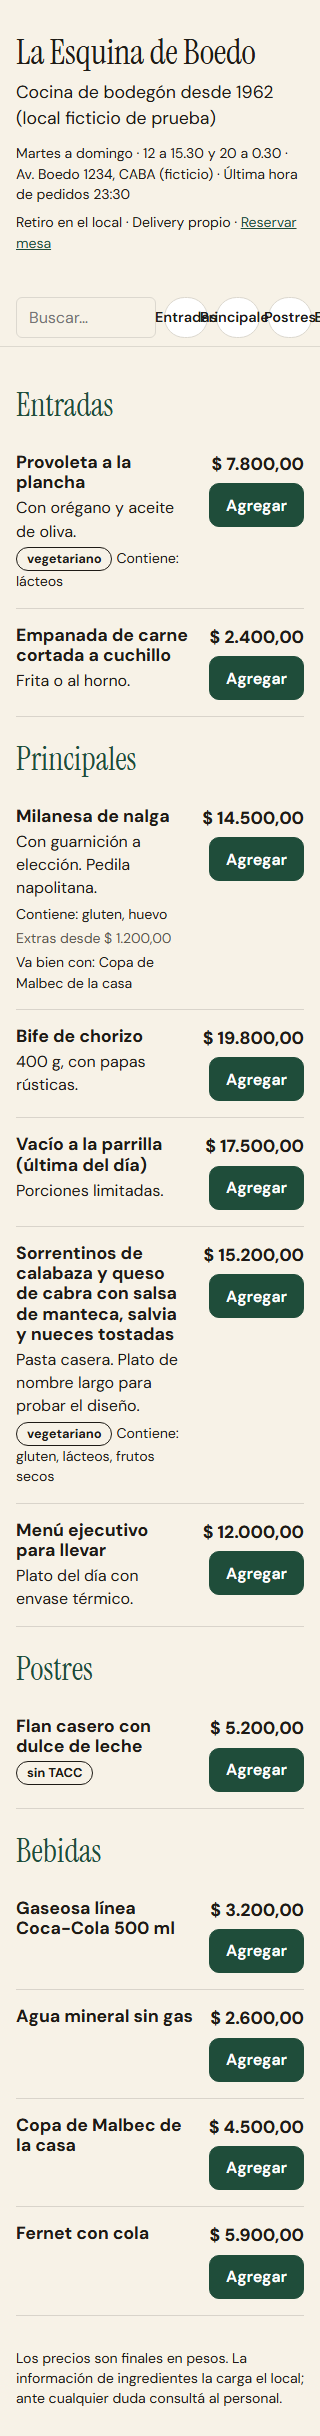 La Esquina de Boedo
Cocina de bodegón desde 1962
(local ficticio de prueba)
Martes a domingo · 12 a 15.30 y 20 a 0.30 ·
Av. Boedo 1234, CABA (ficticio) · Última hora
de pedidos 23:30
Retiro en el local · Delivery propio · Reservar
mesa
Buscar... Entradas Principales Postres
Entradas
Provoleta a la
plancha
$ 7.800,00
Con orégano y aceite
de oliva.
Agregar
vegetariano Contiene:
lácteos
Empanada de carne
cortada a cuchillo
$ 2.400,00
Frita o al horno.
Agregar
Principales
Milanesa de nalga
$ 14.500,00
Con guarnición a
elección. Pedila
napolitana.
Agregar
Contiene: gluten, huevo
Extras desde $ 1.200,00
Va bien con: Copa de
Malbec de la casa
Bife de chorizo
$ 19.800,00
400 g, con papas
rústicas.
Agregar
Vacío a la parrilla
(última del día)
$ 17.500,00
Porciones limitadas.
Agregar
Sorrentinos de
calabaza y queso
de cabra con salsa
de manteca, salvia
y nueces tostadas
$ 15.200,00
Agregar
Pasta casera. Plato de
nombre largo para
probar el diseño.
vegetariano Contiene:
gluten, lácteos, frutos
secos
Menú ejecutivo
para llevar
$ 12.000,00
Plato del día con
envase térmico.
Agregar
Postres
Flan casero con
dulce de leche
$ 5.200,00
sin TACC
Agregar
Bebidas
Gaseosa línea
Coca-Cola 500 ml
$ 3.200,00
Agregar
Agua mineral sin gas
$ 2.600,00
Agregar
Copa de Malbec de
la casa
$ 4.500,00
Agregar
Fernet con cola
$ 5.900,00
Agregar
Los precios son finales en pesos. La
información de ingredientes la carga el local;
ante cualquier duda consultá al personal.